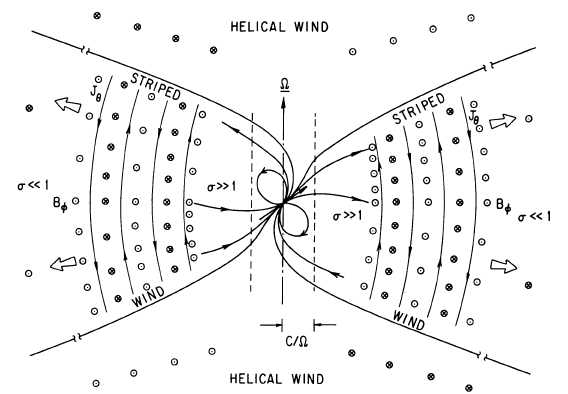 HELICAL WIND
Ω
STRIPED
STRIPED
J_θ
J_θ
σ<<1
σ>>1
B_φ
σ>>1
B_φ
σ<<1
WIND
WIND
C/Ω
HELICAL WIND